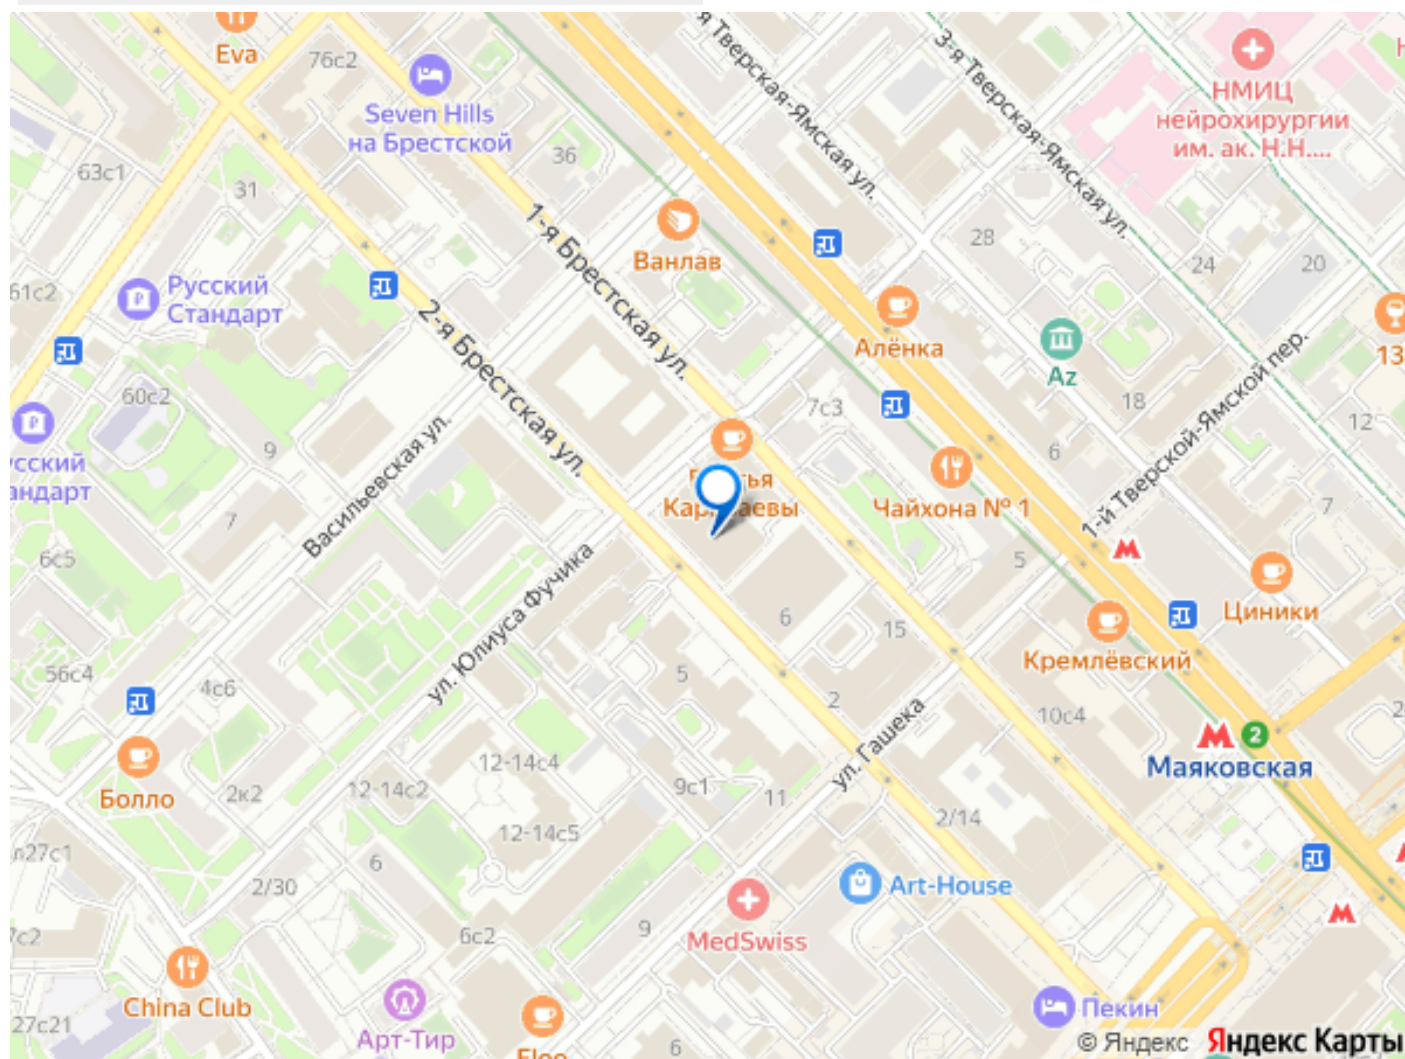 Eva
76с2
Seven Hills
на Брестской
36
63с1
31
я Тверская-Ямская ул.
3-я Тверская-Ямская ул.
НМИЦ
нейрохирургии
им. ак. Н.Н....
Ванлав
1-я Брестская ул.
28
24
20
Русский
Стандарт
61с2
2-я Брестская ул.
Алёнка
Az
13
60с2
9
Васильевская ул.
7с3
18
12
6
1-й Тверской-Ямской пер.
усский
андарт
7
Чайхона № 1
7
6с5
5
ул. Юлиуса Фучика
Циники
6
15
Кремлёвский
56с4
4с6
5
2
10с4
2
ул. Гашека
2
Маяковская
Болло
2к2
12-14с4
12-14с2
9с1
11
2/14
12-14с5
27с1
6
2/30
Art-House
6с2
9
MedSwiss
с2
China Club
Арт-Тир
27с21
6
Пекин
© Яндекс Яндекс Карты